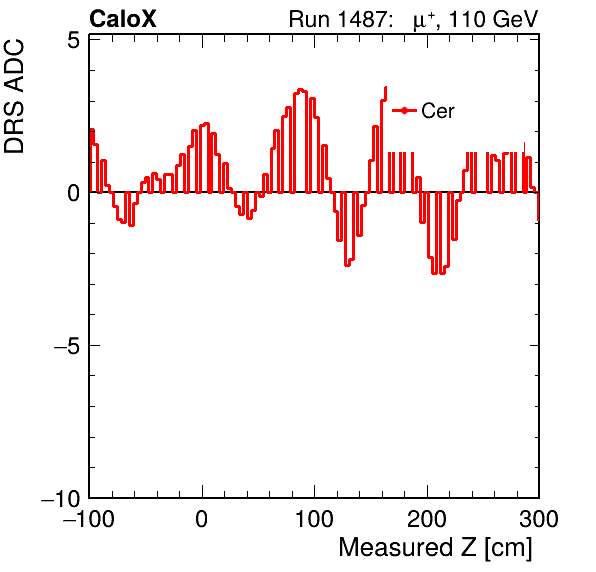 CaloX Run 1487: μ⁺, 110 GeV
DRS ADC
5
Cer
0
−5
−10
−100 0 100 200 300
Measured Z [cm]